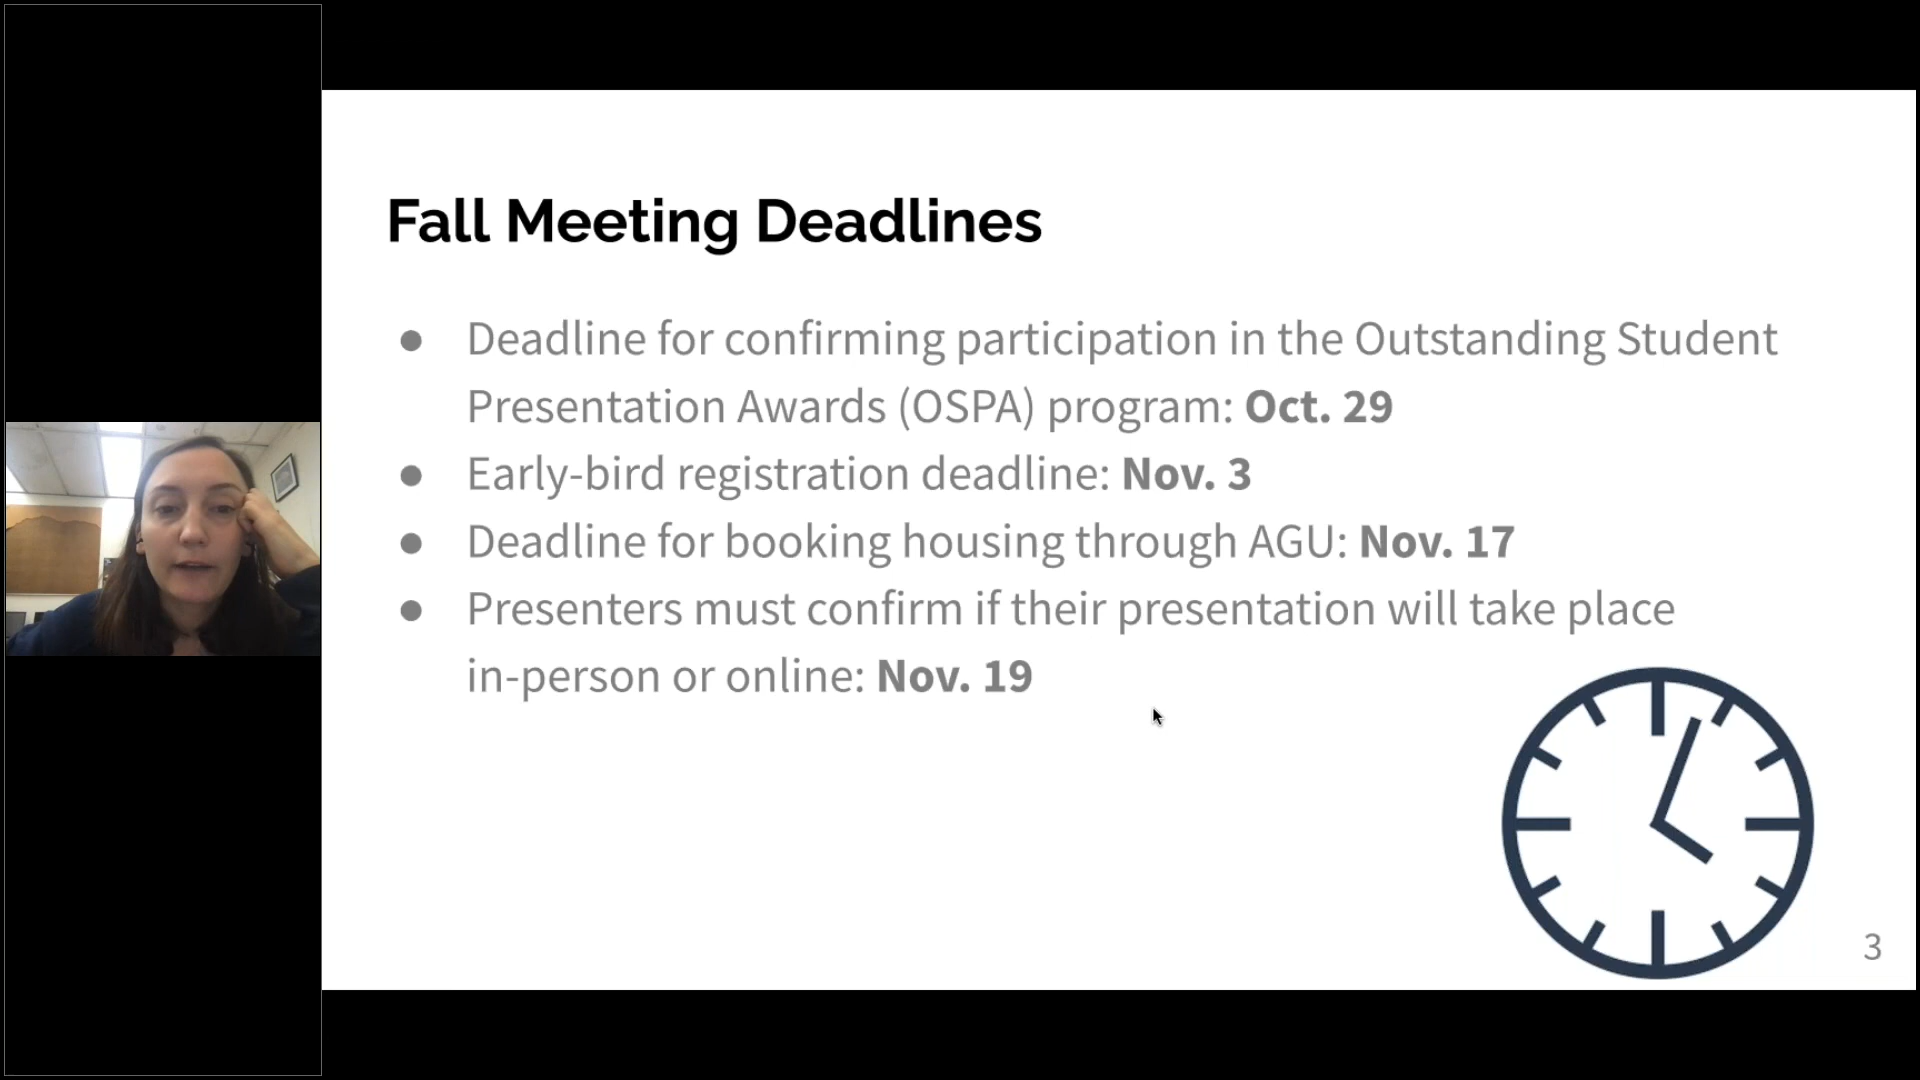 Fall Meeting Deadlines
● Deadline for confirming participation in the Outstanding Student
Presentation Awards (OSPA) program: Oct. 29
● Early-bird registration deadline: Nov. 3
● Deadline for booking housing through AGU: Nov. 17
● Presenters must confirm if their presentation will take place
in-person or online: Nov. 19
3